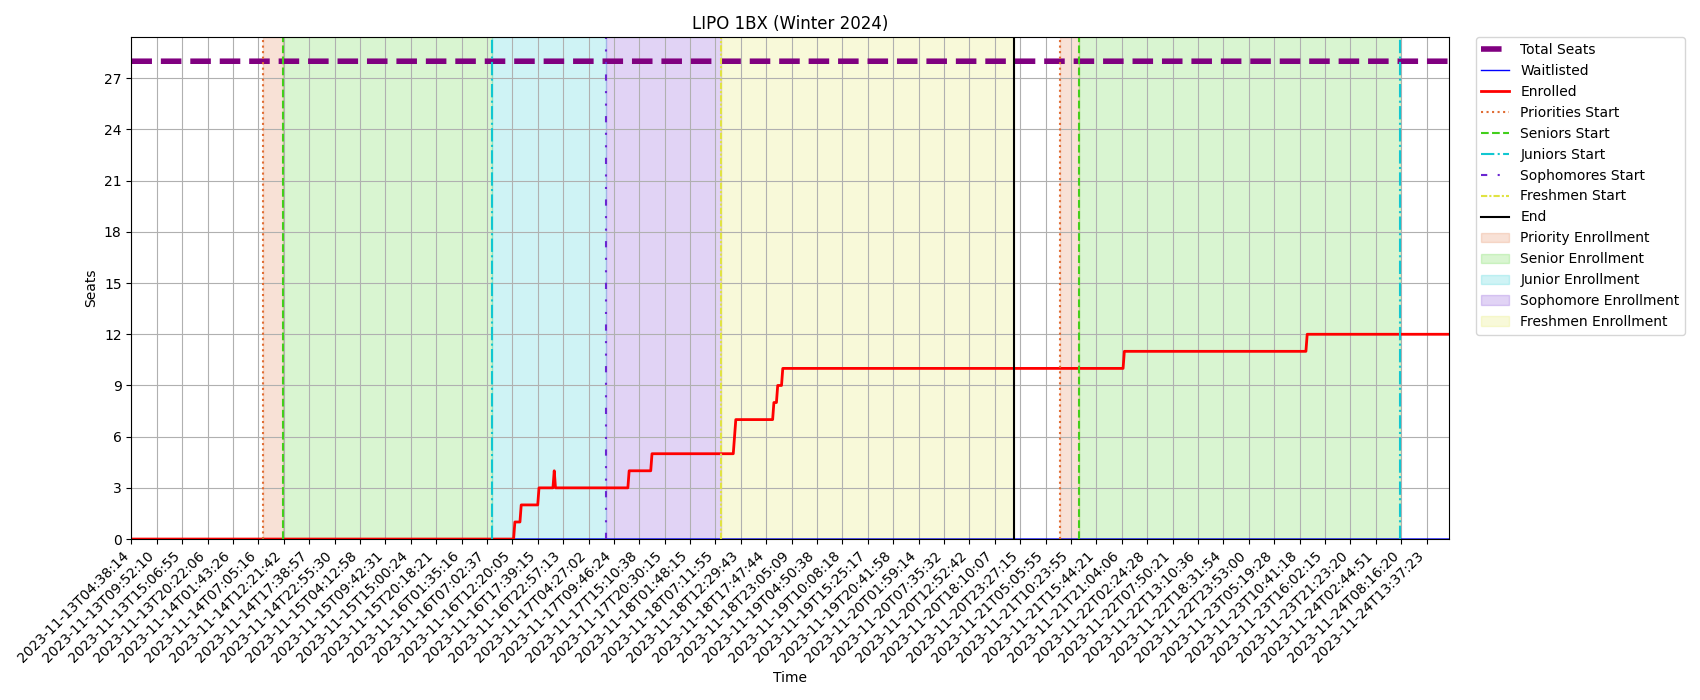 LIPO 1BX (Winter 2024)
Seats
27
24
21
18
15
12
9
6
3
0
2023-11-13T04:38:14
2023-11-13T09:52:10
2023-11-13T15:06:55
2023-11-13T20:22:06
2023-11-14T01:43:26
2023-11-14T07:05:16
2023-11-14T12:21:42
2023-11-14T17:38:57
2023-11-14T22:55:30
2023-11-15T04:12:58
2023-11-15T09:42:31
2023-11-15T15:00:24
2023-11-15T20:18:21
2023-11-16T01:35:16
2023-11-16T07:02:37
2023-11-16T12:20:05
2023-11-16T17:39:15
2023-11-16T22:57:13
2023-11-17T04:27:02
2023-11-17T09:46:24
2023-11-17T15:10:38
2023-11-17T20:30:15
2023-11-18T01:48:15
2023-11-18T07:11:55
2023-11-18T12:29:43
2023-11-18T17:47:44
2023-11-18T23:05:09
2023-11-19T04:50:38
2023-11-19T10:08:18
2023-11-19T15:25:17
2023-11-19T20:41:58
2023-11-20T01:59:14
2023-11-20T07:35:32
2023-11-20T12:52:42
2023-11-20T18:10:07
2023-11-20T23:27:15
2023-11-21T05:05:55
2023-11-21T10:23:55
2023-11-21T15:44:21
2023-11-21T21:04:06
2023-11-22T02:24:28
2023-11-22T07:50:21
2023-11-22T13:10:36
2023-11-22T18:31:54
2023-11-22T23:53:00
2023-11-23T05:19:28
2023-11-23T10:41:18
2023-11-23T16:02:15
2023-11-23T21:23:20
2023-11-24T02:44:51
2023-11-24T08:16:20
2023-11-24T13:37:23
Time
Total Seats
Waitlisted
Enrolled
Priorities Start
Seniors Start
Juniors Start
Sophomores Start
Freshmen Start
End
Priority Enrollment
Senior Enrollment
Junior Enrollment
Sophomore Enrollment
Freshmen Enrollment